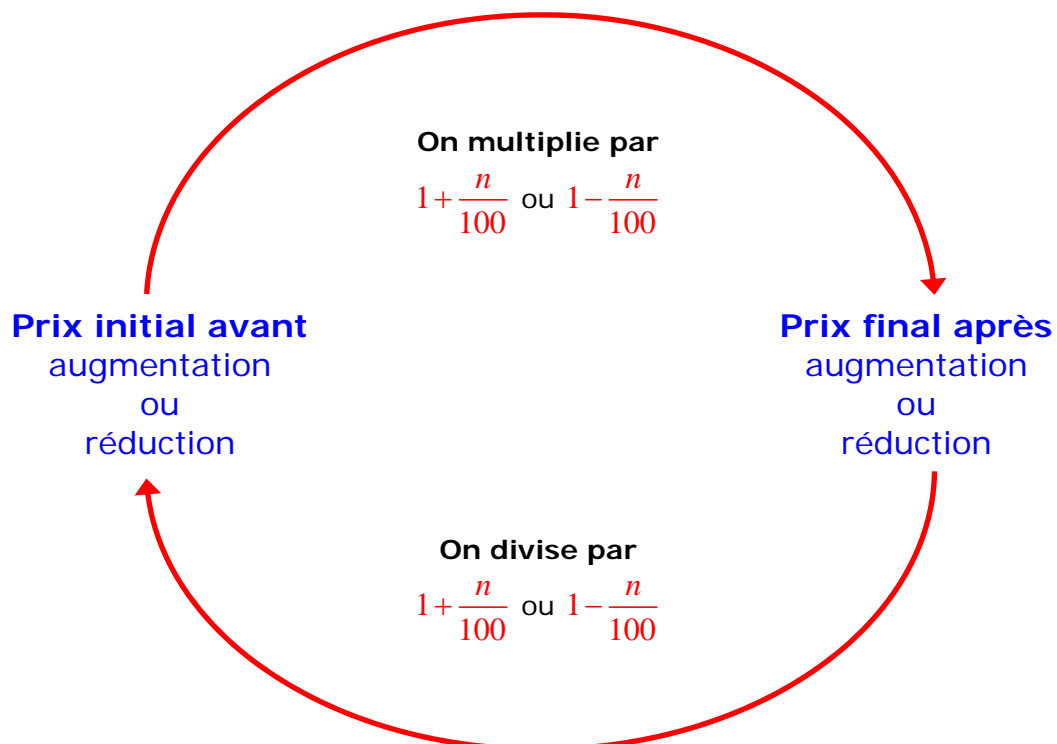 On multiplie par
1 + n/100 ou 1 − n/100
Prix initial avant
augmentation
ou
réduction
Prix final après
augmentation
ou
réduction
On divise par
1 + n/100 ou 1 − n/100